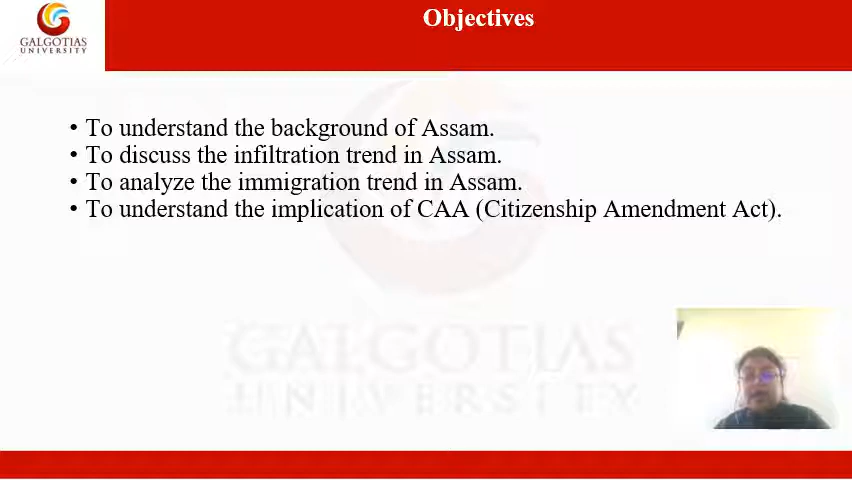 Objectives
GALGOTIAS
UNIVERSITY
• To understand the background of Assam.
• To discuss the infiltration trend in Assam.
• To analyze the immigration trend in Assam.
• To understand the implication of CAA (Citizenship Amendment Act).
GALGOTIAS
UNIVERSITY